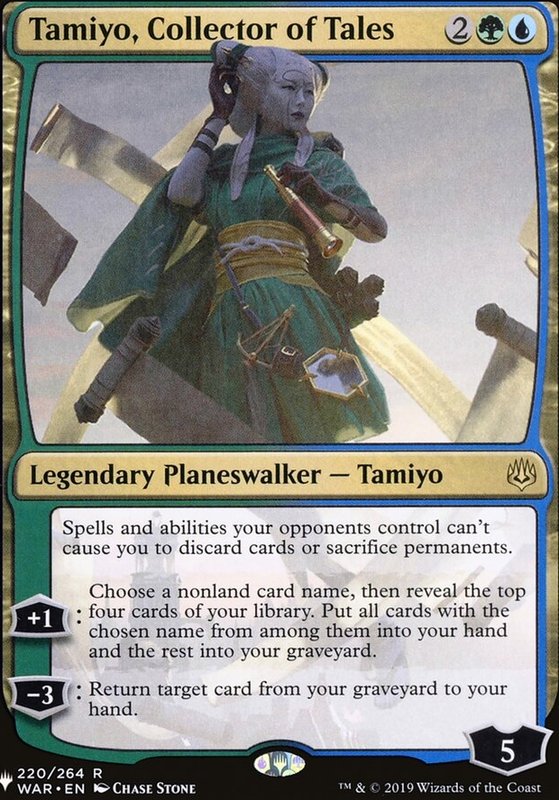 Tamiyo, Collector of Tales 2
Legendary Planeswalker — Tamiyo
Spells and abilities your opponents control can't
cause you to discard cards or sacrifice permanents.
+1 : Choose a nonland card name, then reveal the top
four cards of your library. Put all cards with the
chosen name from among them into your hand
and the rest into your graveyard.
−3 : Return target card from your graveyard to your
hand.
5
220/264 R
WAR • EN Chase Stone
™ & © 2019 Wizards of the Coast